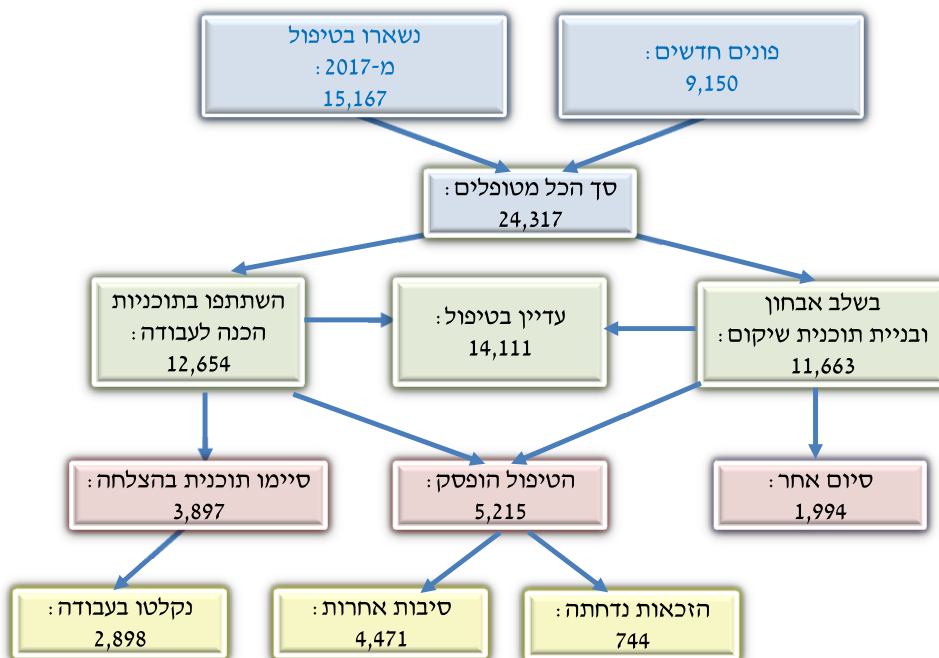 פונים חדשים:
9,150
נשארו בטיפול
מ-2017:
15,167
סך הכל מטופלים:
24,317
בשלב אבחון
ובניית תוכנית שיקום:
11,663
עדיין בטיפול:
14,111
השתתפו בתוכניות
הכנה לעבודה:
12,654
סיום אחר:
1,994
הטיפול הופסק:
5,215
סיימו תוכנית בהצלחה:
3,897
הזכאות נדחתה:
744
סיבות אחרות:
4,471
נקלטו בעבודה:
2,898